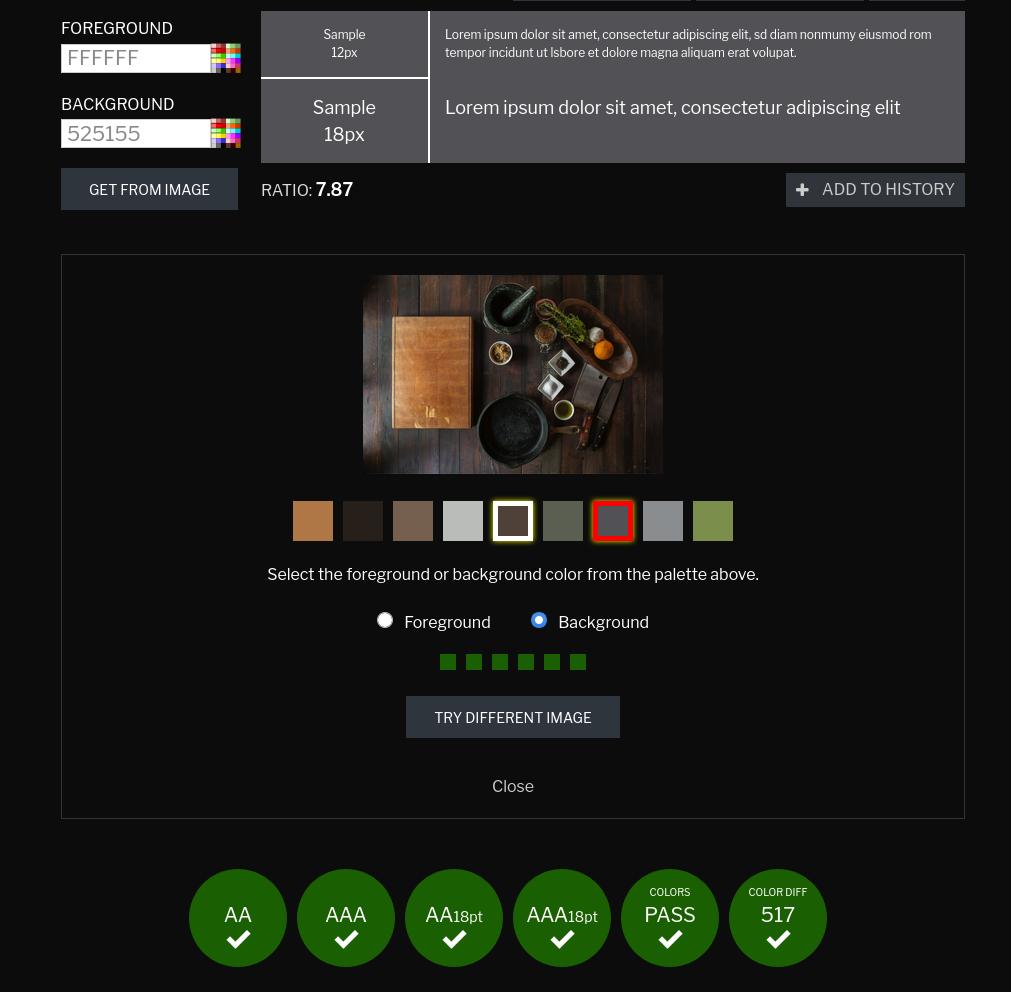 FOREGROUND
FFFFFF
BACKGROUND
525155
GET FROM IMAGE
Sample
12px
Lorem ipsum dolor sit amet, consectetur adipiscing elit, sd diam nonmumy eiusmod rom
tempor incidunt ut lsbore et dolore magna aliquam erat volupat.
Sample
18px
Lorem ipsum dolor sit amet, consectetur adipiscing elit
RATIO: 7.87
ADD TO HISTORY
Select the foreground or background color from the palette above.
Foreground
Background
TRY DIFFERENT IMAGE
Close
AA
AAA
AA18pt
AAA18pt
COLORS
PASS
COLOR DIFF
517